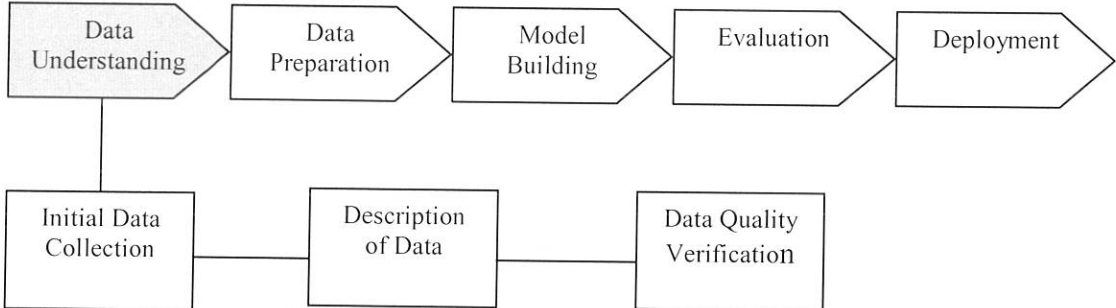 Data
Understanding
Data
Preparation
Model
Building
Evaluation
Deployment
Initial Data
Collection
Description
of Data
Data Quality
Verification